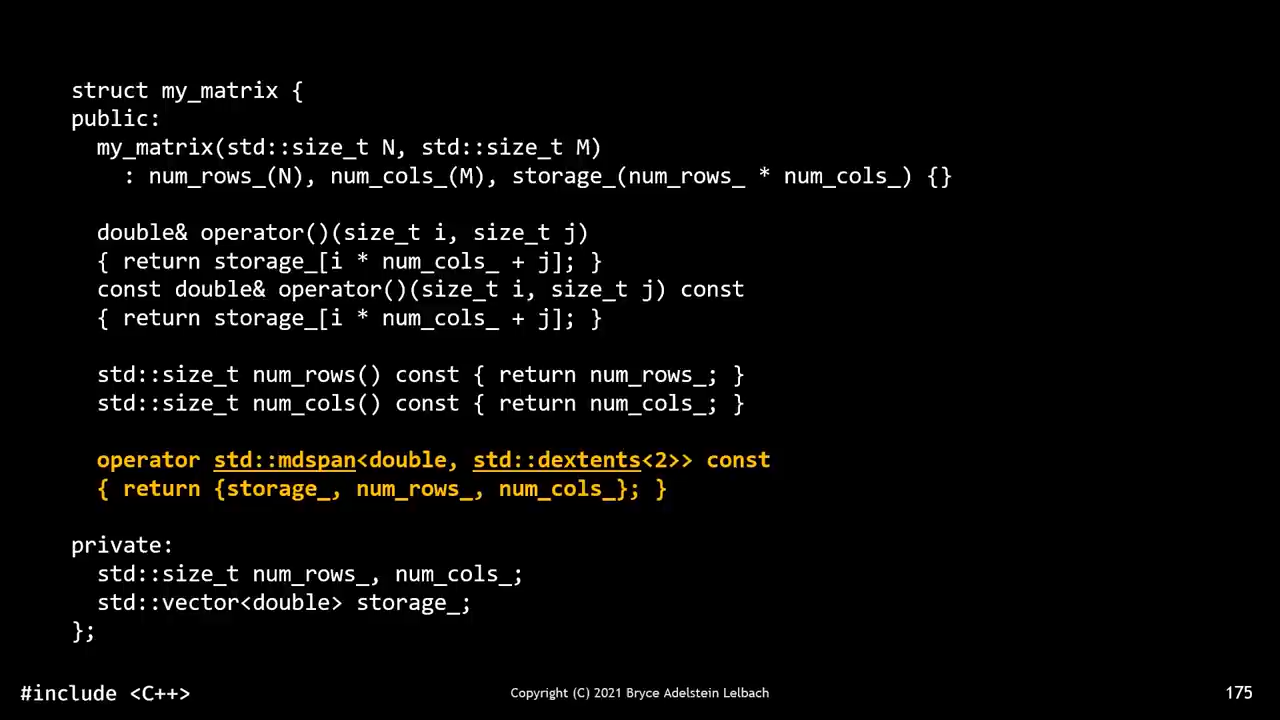 struct my_matrix {
public:
  my_matrix(std::size_t N, std::size_t M)
    : num_rows_(N), num_cols_(M), storage_(num_rows_ * num_cols_) {}
  double& operator()(size_t i, size_t j)
  { return storage_[i * num_cols_ + j]; }
  const double& operator()(size_t i, size_t j) const
  { return storage_[i * num_cols_ + j]; }
  std::size_t num_rows() const { return num_rows_; }
  std::size_t num_cols() const { return num_cols_; }
  operator std::mdspan<double, std::dextents<2>> const
  { return {storage_, num_rows_, num_cols_}; }
private:
  std::size_t num_rows_, num_cols_;
  std::vector<double> storage_;
};
#include <C++>
Copyright (C) 2021 Bryce Adelstein Lelbach
175